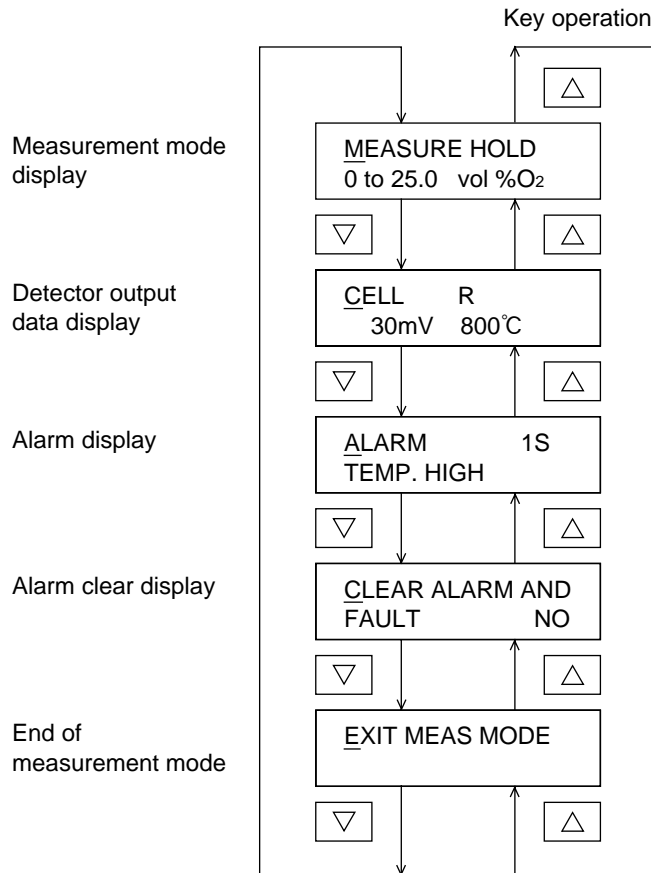 Key operation
△
Measurement mode
display
MEASURE HOLD
0 to 25.0 vol %O₂
▽ △
Detector output
data display
CELL R
30mV 800℃
▽ △
Alarm display
ALARM 1S
TEMP. HIGH
▽ △
Alarm clear display
CLEAR ALARM AND
FAULT NO
▽ △
End of
measurement mode
EXIT MEAS MODE
▽ △